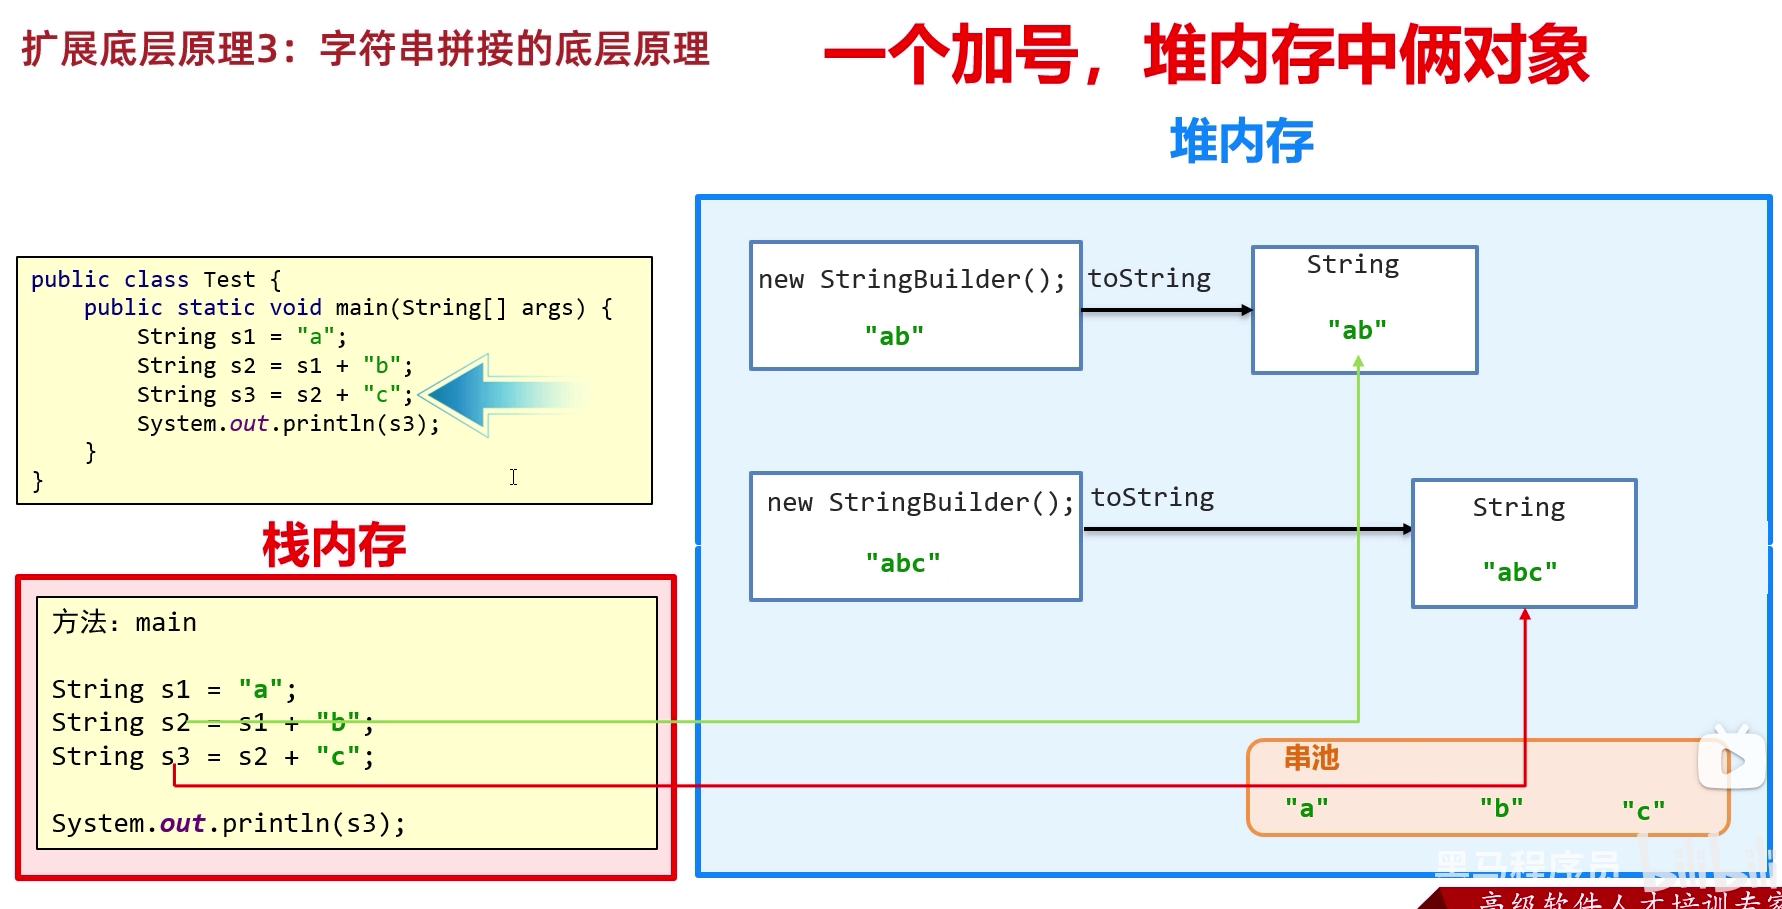 扩展底层原理3：字符串拼接的底层原理
一个加号，堆内存中俩对象
堆内存
public class Test {
public static void main(String[] args) {
String s1 = "a";
String s2 = s1 + "b";
String s3 = s2 + "c";
System.out.println(s3);
}
}
new StringBuilder();
"ab"
toString
String
"ab"
new StringBuilder();
"abc"
toString
String
"abc"
栈内存
方法：main
String s1 = "a";
String s2 = s1 + "b";
String s3 = s2 + "c";
System.out.println(s3);
串池
"a" "b" "c"
黑马程序员
bilibili
高级软件人才培训专家